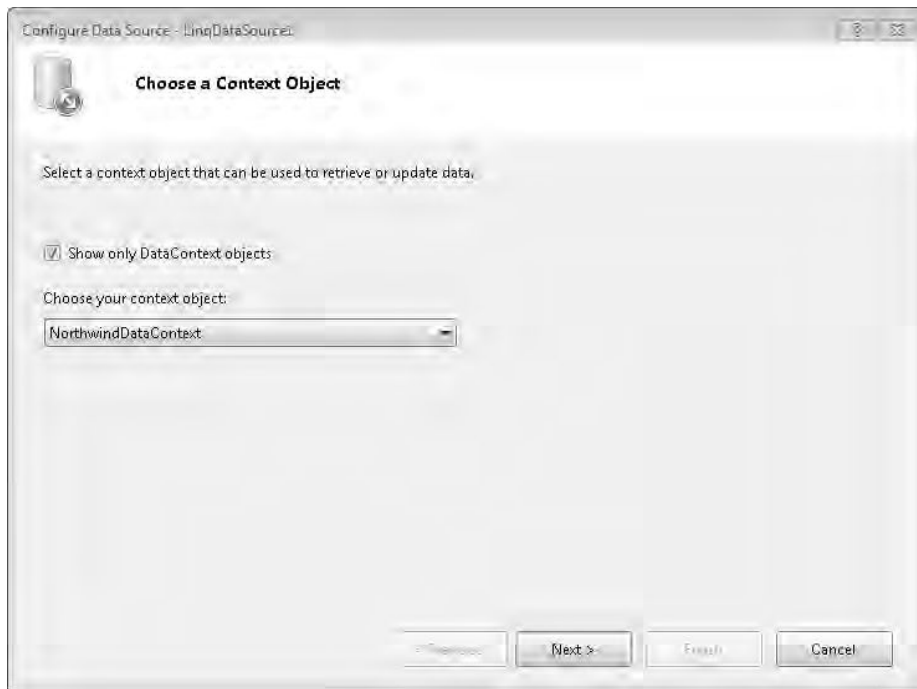 Configure Data Source - LinqDataSource1
Choose a Context Object
Select a context object that can be used to retrieve or update data.
Show only DataContext objects
Choose your context object:
NorthwindDataContext
< Previous
Next >
Finish
Cancel